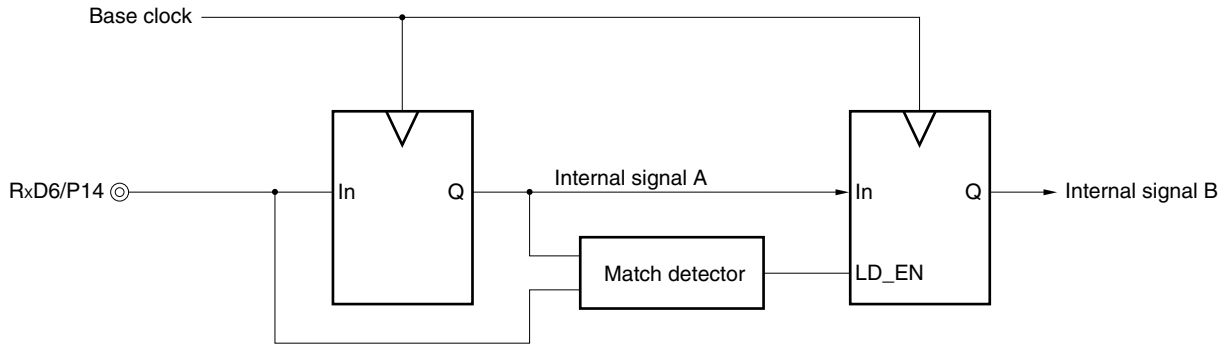 Base clock
RxD6/P14
In
Q
Internal signal A
In
Q
Internal signal B
Match detector
LD_EN